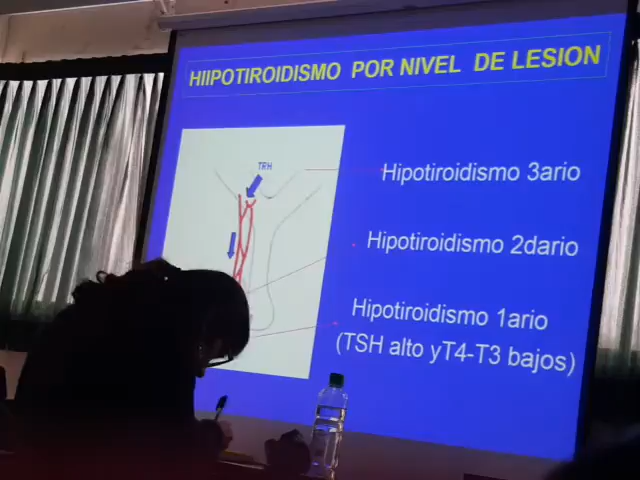 HIIPOTIROIDISMO POR NIVEL DE LESION
TRH
Hipotiroidismo 3ario
Hipotiroidismo 2dario
Hipotiroidismo 1ario
(TSH alto yT4-T3 bajos)